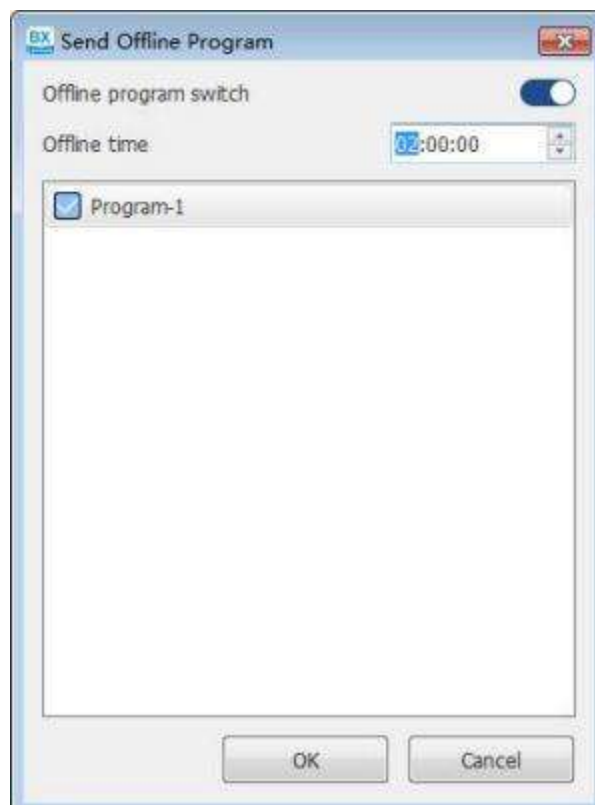 BX Send Offline Program
Offline program switch
Offline time 02:00:00
Program-1
OK Cancel